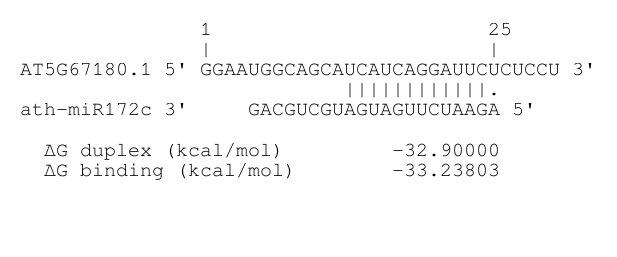 1 25
| |
AT5G67180.1 5' GGAAUGGCAGCAUCAUCAGGAUUCUCUCCU 3'
||||||||||||.
ath-miR172c 3' GACGUCGUAGUAGUUCUAAGA 5'
ΔG duplex (kcal/mol) -32.90000
ΔG binding (kcal/mol) -33.23803